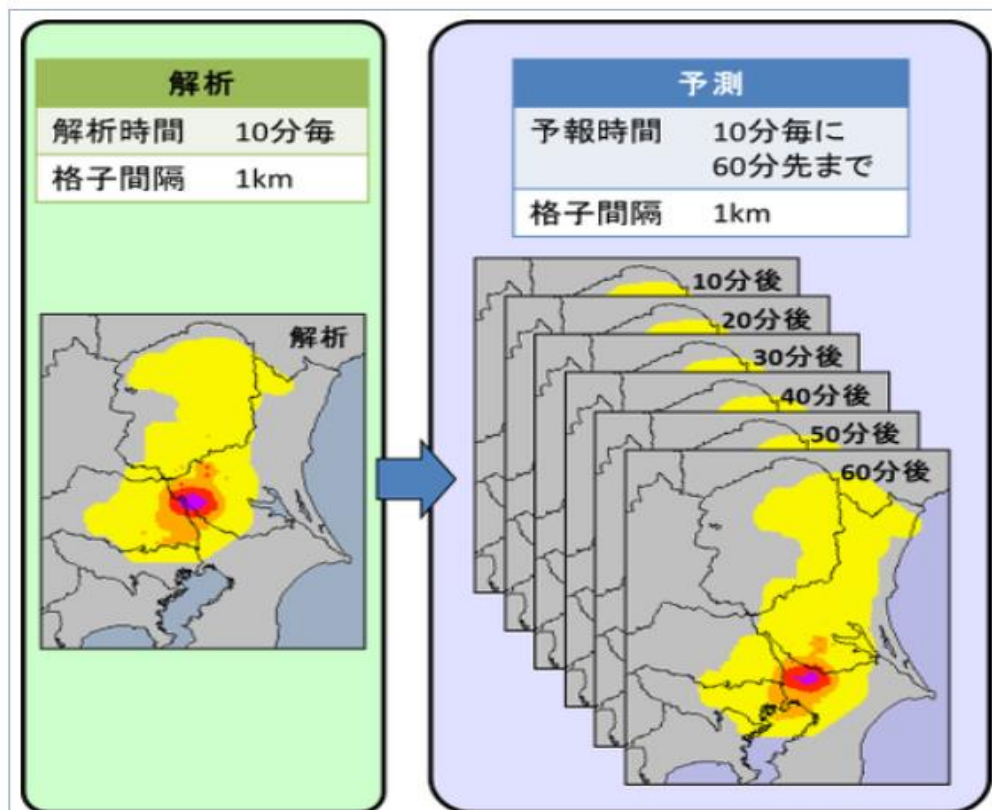 解析
解析時間 10分毎
格子間隔 1km
解析
予測
予報時間 10分毎に
60分先まで
格子間隔 1km
10分後
20分後
30分後
40分後
50分後
60分後